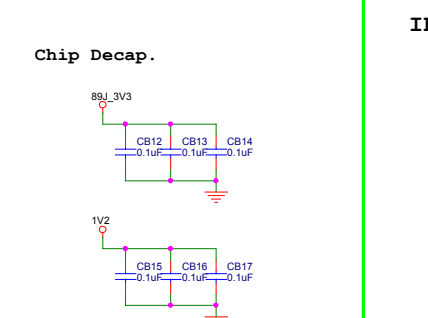 Chip Decap.
89J_3V3
CB12 CB13 CB14
0.1uF 0.1uF 0.1uF
1V2
CB15 CB16 CB17
0.1uF 0.1uF 0.1uF